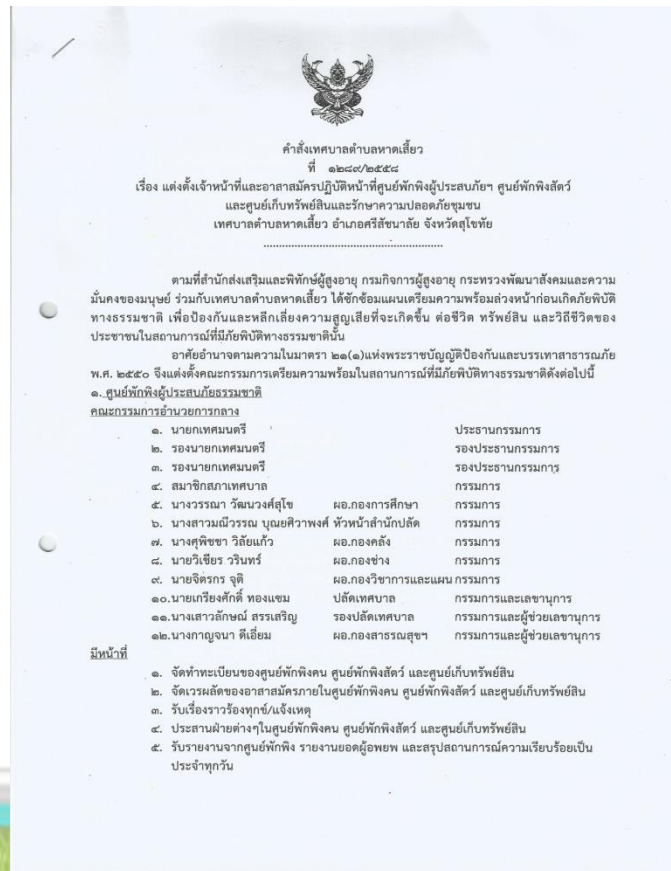 คำสั่งเทศบาลตำบลหาดเสี้ยว
ที่ ๑๒๘๙/๒๕๕๘
เรื่อง แต่งตั้งเจ้าหน้าที่และอาสาสมัครปฏิบัติหน้าที่ศูนย์พักพิงผู้ประสบภัยฯ ศูนย์พักพิงสัตว์
และศูนย์เก็บทรัพย์สินและรักษาความปลอดภัยชุมชน
เทศบาลตำบลหาดเสี้ยว อำเภอศรีสัชนาลัย จังหวัดสุโขทัย
..........................................................
ตามที่สำนักส่งเสริมและพิทักษ์ผู้สูงอายุ กรมกิจการผู้สูงอายุ กระทรวงพัฒนาสังคมและความ
มั่นคงของมนุษย์ ร่วมกับเทศบาลตำบลหาดเสี้ยว ได้ซักซ้อมแผนเตรียมความพร้อมล่วงหน้าก่อนเกิดภัยพิบัติ
ทางธรรมชาติ เพื่อป้องกันและหลีกเลี่ยงความสูญเสียที่จะเกิดขึ้น ต่อชีวิต ทรัพย์สิน และวิถีชีวิตของ
ประชาชนในสถานการณ์ที่มีภัยพิบัติทางธรรมชาตินั้น
อาศัยอำนาจตามความในมาตรา ๒๑(๑)แห่งพระราชบัญญัติป้องกันและบรรเทาสาธารณภัย
พ.ศ. ๒๕๕๐ จึงแต่งตั้งคณะกรรมการเตรียมความพร้อมในสถานการณ์ที่มีภัยพิบัติทางธรรมชาติดังต่อไปนี้
๑. ศูนย์พักพิงผู้ประสบภัยธรรมชาติ
คณะกรรมการอำนวยการกลาง
๑. นายกเทศมนตรี ประธานกรรมการ
๒. รองนายกเทศมนตรี รองประธานกรรมการ
๓. รองนายกเทศมนตรี รองประธานกรรมการ
๔. สมาชิกสภาเทศบาล กรรมการ
๕. นางวรรณา วัฒนวงศ์สุโข ผอ.กองการศึกษา กรรมการ
๖. นางสาวมณีวรรณ บุณยศิวาพงศ์ หัวหน้าสำนักปลัด กรรมการ
๗. นางศุพิชชา วิลัยแก้ว ผอ.กองคลัง กรรมการ
๘. นายวิเชียร วรินทร์ ผอ.กองช่าง กรรมการ
๙. นายจิตรกร จุติ ผอ.กองวิชาการและแผน กรรมการ
๑๐.นายเกรียงศักดิ์ ทองแซม ปลัดเทศบาล กรรมการและเลขานุการ
๑๑.นางเสาวลักษณ์ สรรเสริญ รองปลัดเทศบาล กรรมการและผู้ช่วยเลขานุการ
๑๒.นางกาญจนา ดีเอี่ยม ผอ.กองสาธารณสุขฯ กรรมการและผู้ช่วยเลขานุการ
มีหน้าที่
๑. จัดทำทะเบียนของศูนย์พักพิงคน ศูนย์พักพิงสัตว์ และศูนย์เก็บทรัพย์สิน
๒. จัดเวรผลัดของอาสาสมัครภายในศูนย์พักพิงคน ศูนย์พักพิงสัตว์ และศูนย์เก็บทรัพย์สิน
๓. รับเรื่องราวร้องทุกข์/แจ้งเหตุ
๔. ประสานฝ่ายต่างๆในศูนย์พักพิงคน ศูนย์พักพิงสัตว์ และศูนย์เก็บทรัพย์สิน
๕. รับรายงานจากศูนย์พักพิง รายงานยอดผู้อพยพ และสรุปสถานการณ์ความเรียบร้อยเป็น
ประจำทุกวัน